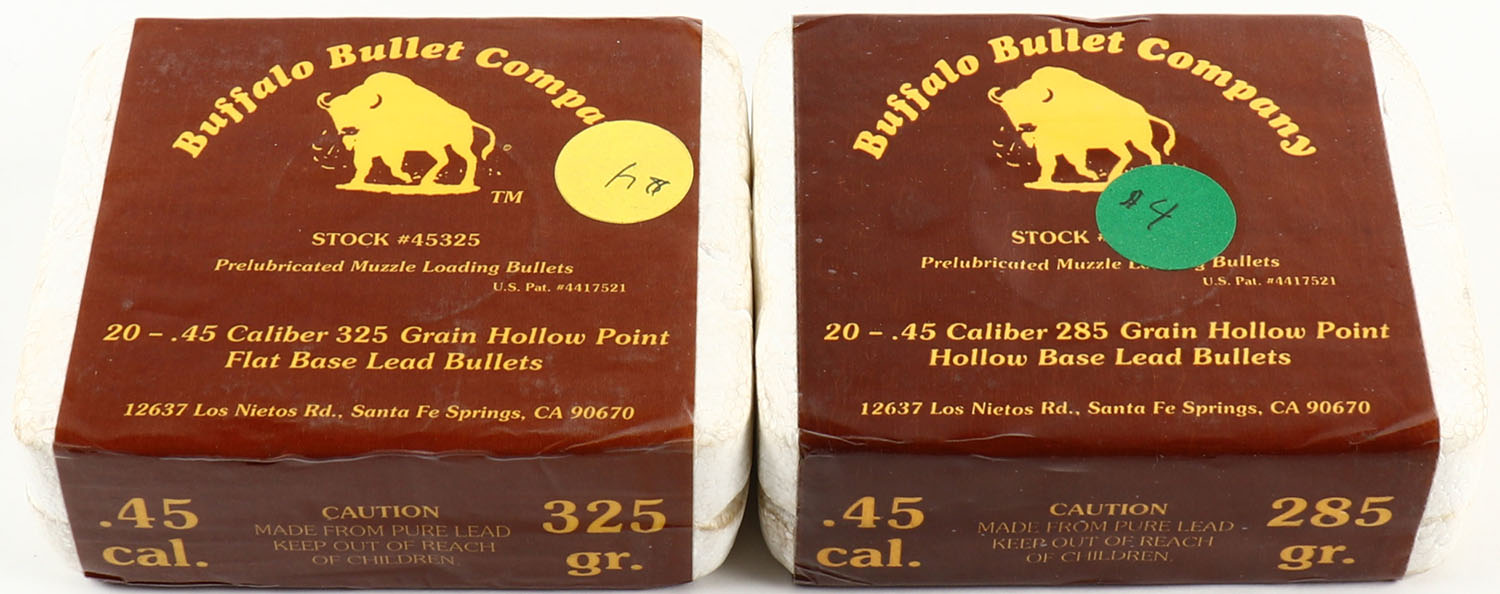 Buffalo Bullet Compa
©
TM
$4
STOCK #45325
Prelubricated Muzzle Loading Bullets
U.S. Pat. #4417521
20 – .45 Caliber 325 Grain Hollow Point
Flat Base Lead Bullets
12637 Los Nietos Rd., Santa Fe Springs, CA 90670
.45
cal.
CAUTION
MADE FROM PURE LEAD
KEEP OUT OF REACH
OF CHILDREN.
325
gr.
Buffalo Bullet Company
$4
STOCK #
Prelubricated Muzzle Bullets
U.S. Pat. #4417521
20 – .45 Caliber 285 Grain Hollow Point
Hollow Base Lead Bullets
12637 Los Nietos Rd., Santa Fe Springs, CA 90670
.45
cal.
CAUTION
MADE FROM PURE LEAD
KEEP OUT OF REACH
OF CHILDREN.
285
gr.